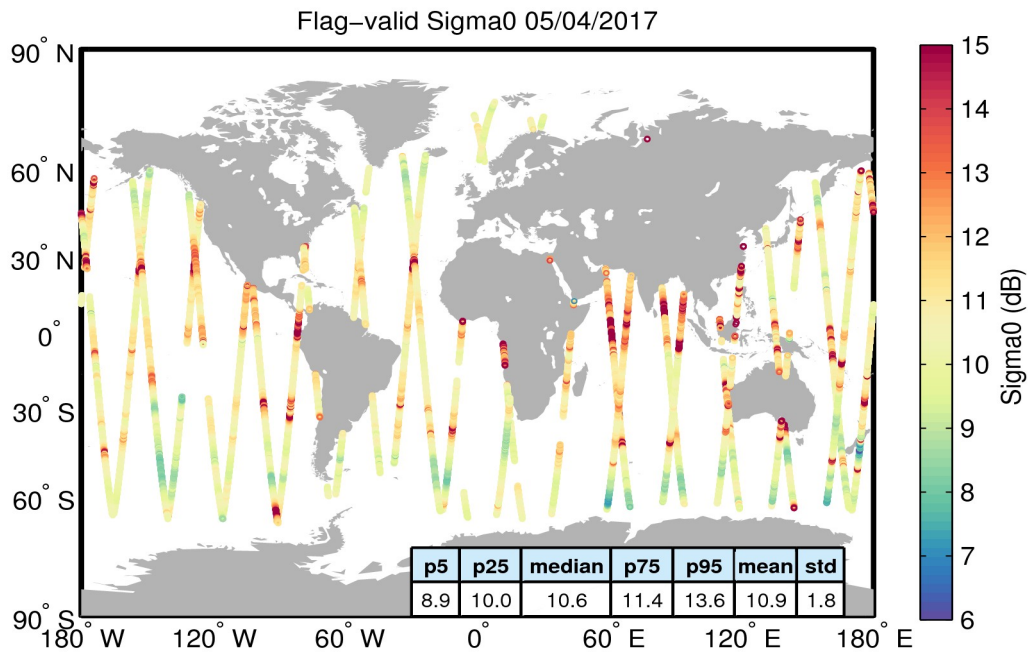 Flag−valid Sigma0 05/04/2017
90° N
60° N
30° N
0°
30° S
60° S
90° S
180° W
120° W
60° W
0°
60° E
120° E
180° E
p5 p25 median p75 p95 mean std
8.9 10.0 10.6 11.4 13.6 10.9 1.8
15
14
13
12
11
10
9
8
7
6
Sigma0 (dB)